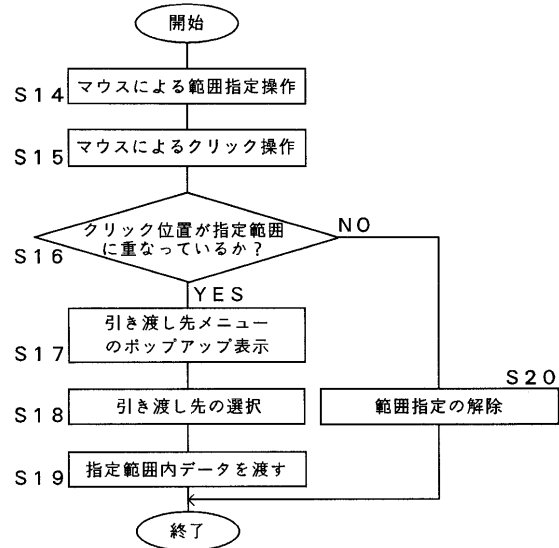 開始
S14
マウスによる範囲指定操作
S15
マウスによるクリック操作
S16
クリック位置が指定範囲
に重なっているか?
NO
YES
S17
引き渡し先メニュー
のポップアップ表示
S18
引き渡し先の選択
S20
範囲指定の解除
S19
指定範囲内データを渡す
終了